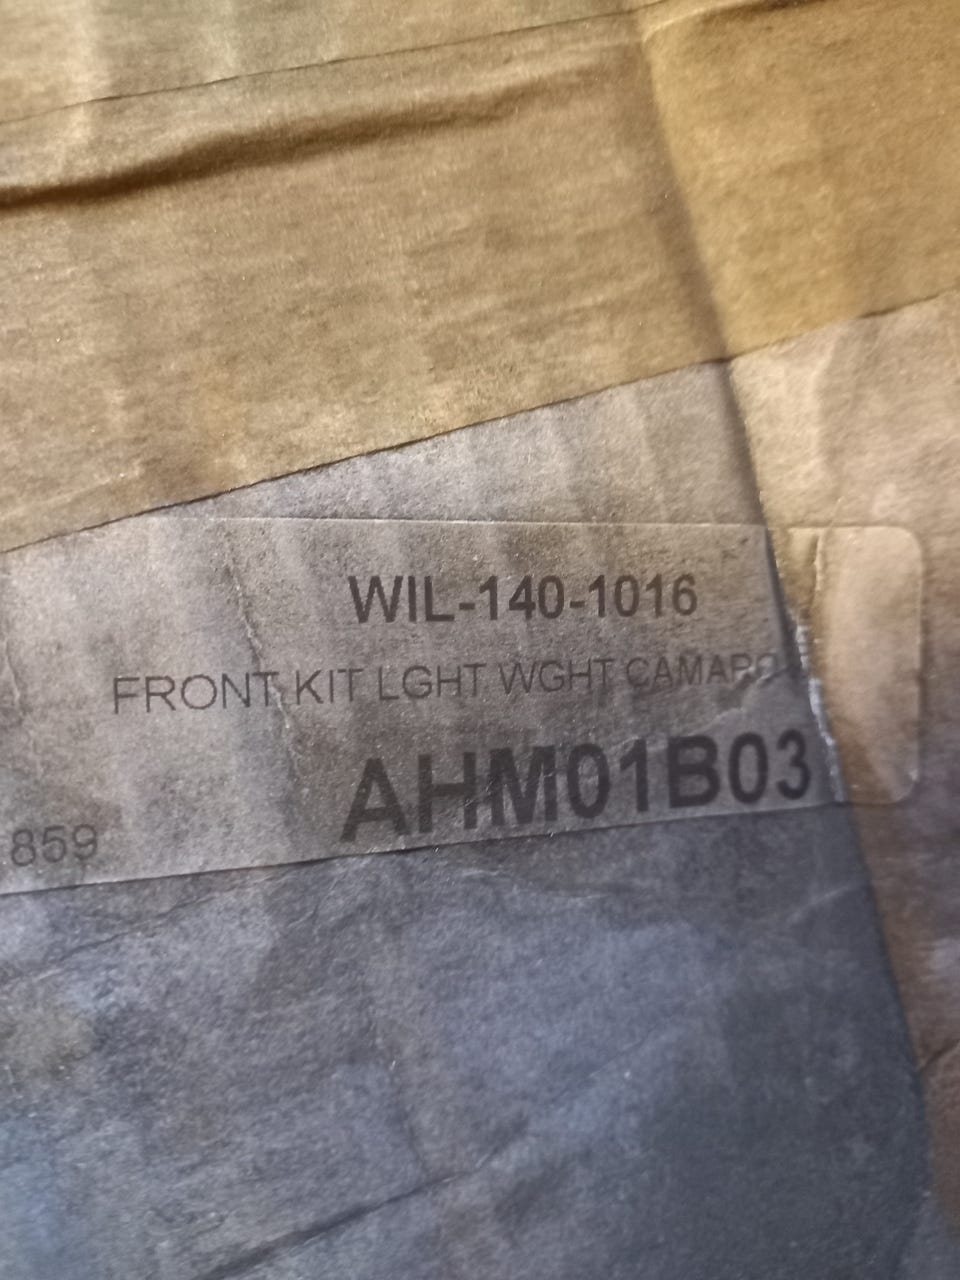 WIL-140-1016
FRONT KIT LGHT WGHT CAMARO
AHM01B03
859